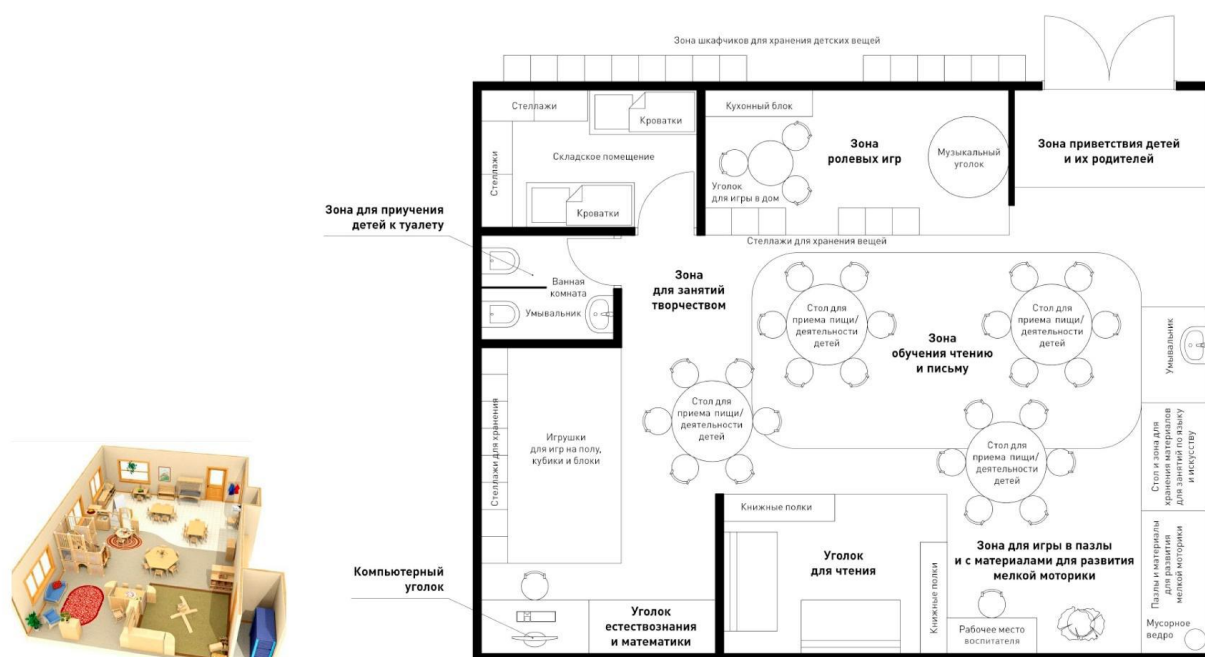 Зона шкафчиков для хранения детских вещей
Стеллажи
Кроватки
Стеллажи
Складское помещение
Кроватки
Кухонный блок
Зона
ролевых игр
Музыкальный
уголок
Уголок
для игры в дом
Зона приветствия детей
и их родителей
Стеллажи для хранения вещей
Зона для приучения
детей к туалету
Ванная
комната
Умывальник
Зона
для занятий
творчеством
Стол для
приема пищи/
деятельности
детей
Стол для
приема пищи/
деятельности
детей
Зона
обучения чтению
и письму
Умывальник
Стол для
приема пищи/
деятельности
детей
Стол для
приема пищи/
деятельности
детей
Стеллажи для хранения
Игрушки
для игр на полу,
кубики и блоки
Стол и зона для
хранения материалов
для занятий по языку
и искусству
Книжные полки
Уголок
для чтения
Книжные полки
Зона для игры в пазлы
и с материалами для развития
мелкой моторики
Пазлы и материалы
для развития
мелкой моторики
Компьютерный
уголок
Уголок
естествознания
и математики
Рабочее место
воспитателя
Мусорное
ведро